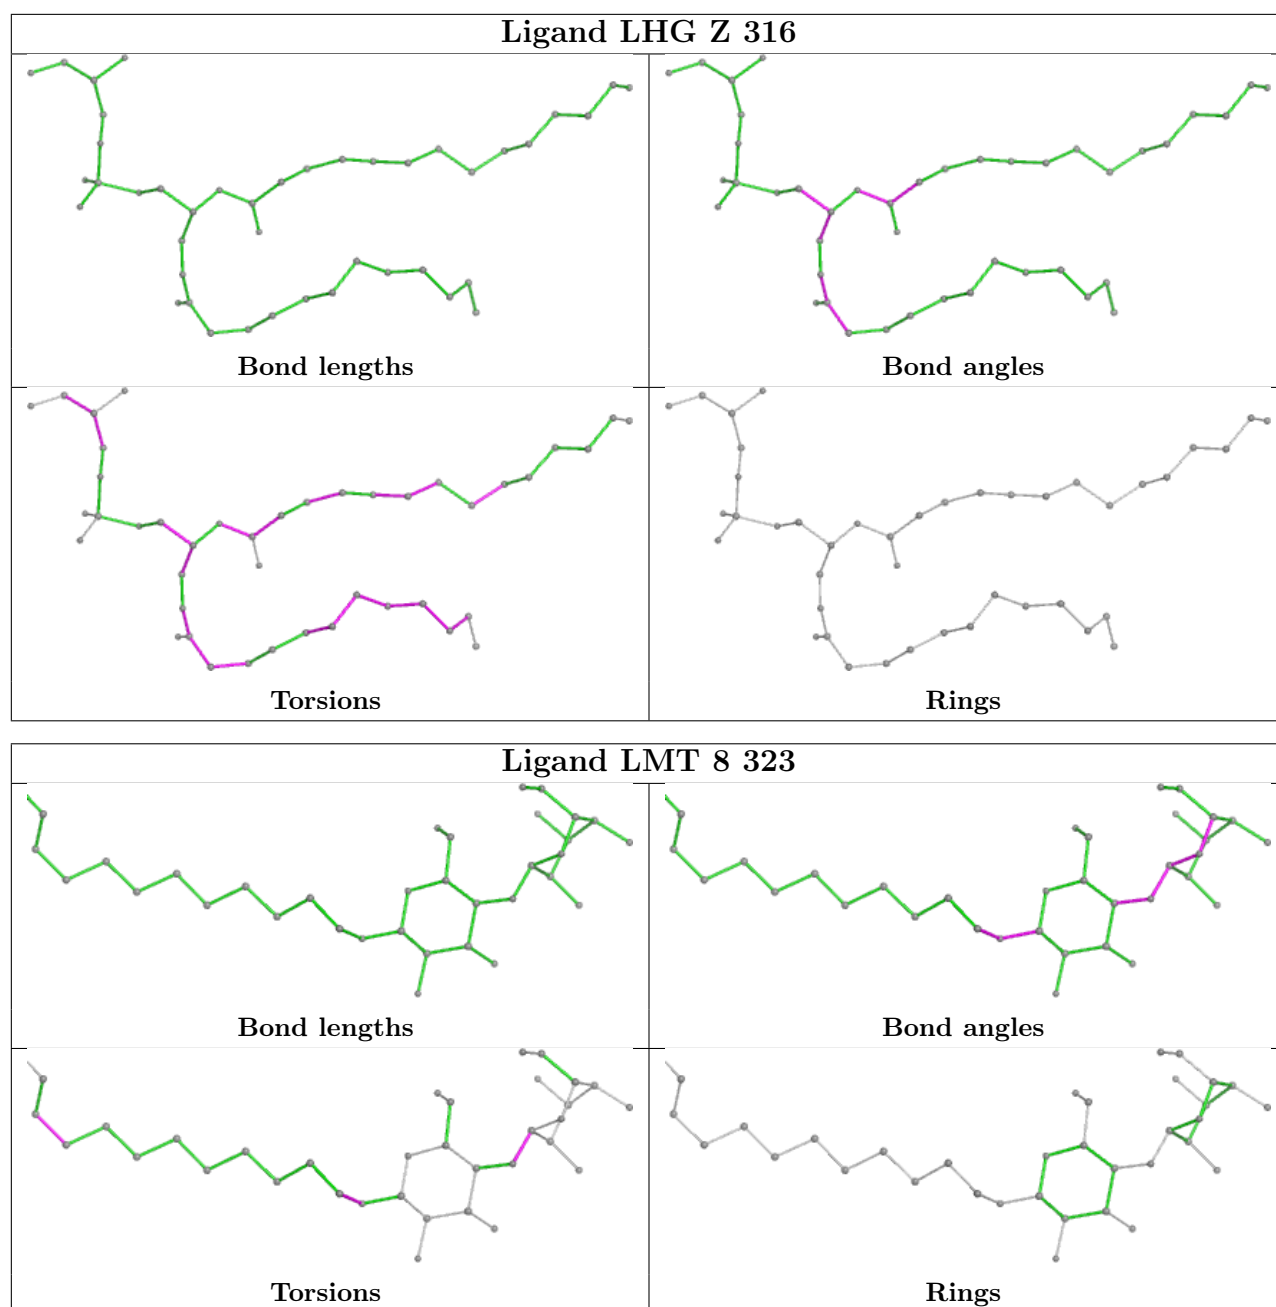 Ligand LHG Z 316
Bond lengths
Bond angles
Torsions
Rings
Ligand LMT 8 323
Bond lengths
Bond angles
Torsions
Rings